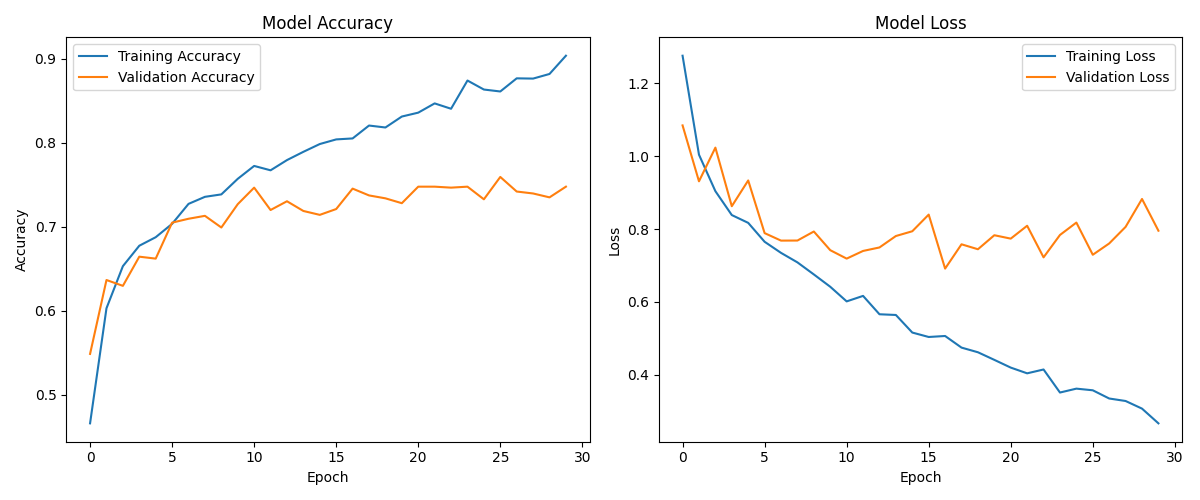 Model Accuracy
Training Accuracy
Validation Accuracy
0.9
0.8
0.7
0.6
0.5
Accuracy
0 5 10 15 20 25 30
Epoch
Model Loss
Training Loss
Validation Loss
1.2
1.0
0.8
0.6
0.4
Loss
0 5 10 15 20 25 30
Epoch